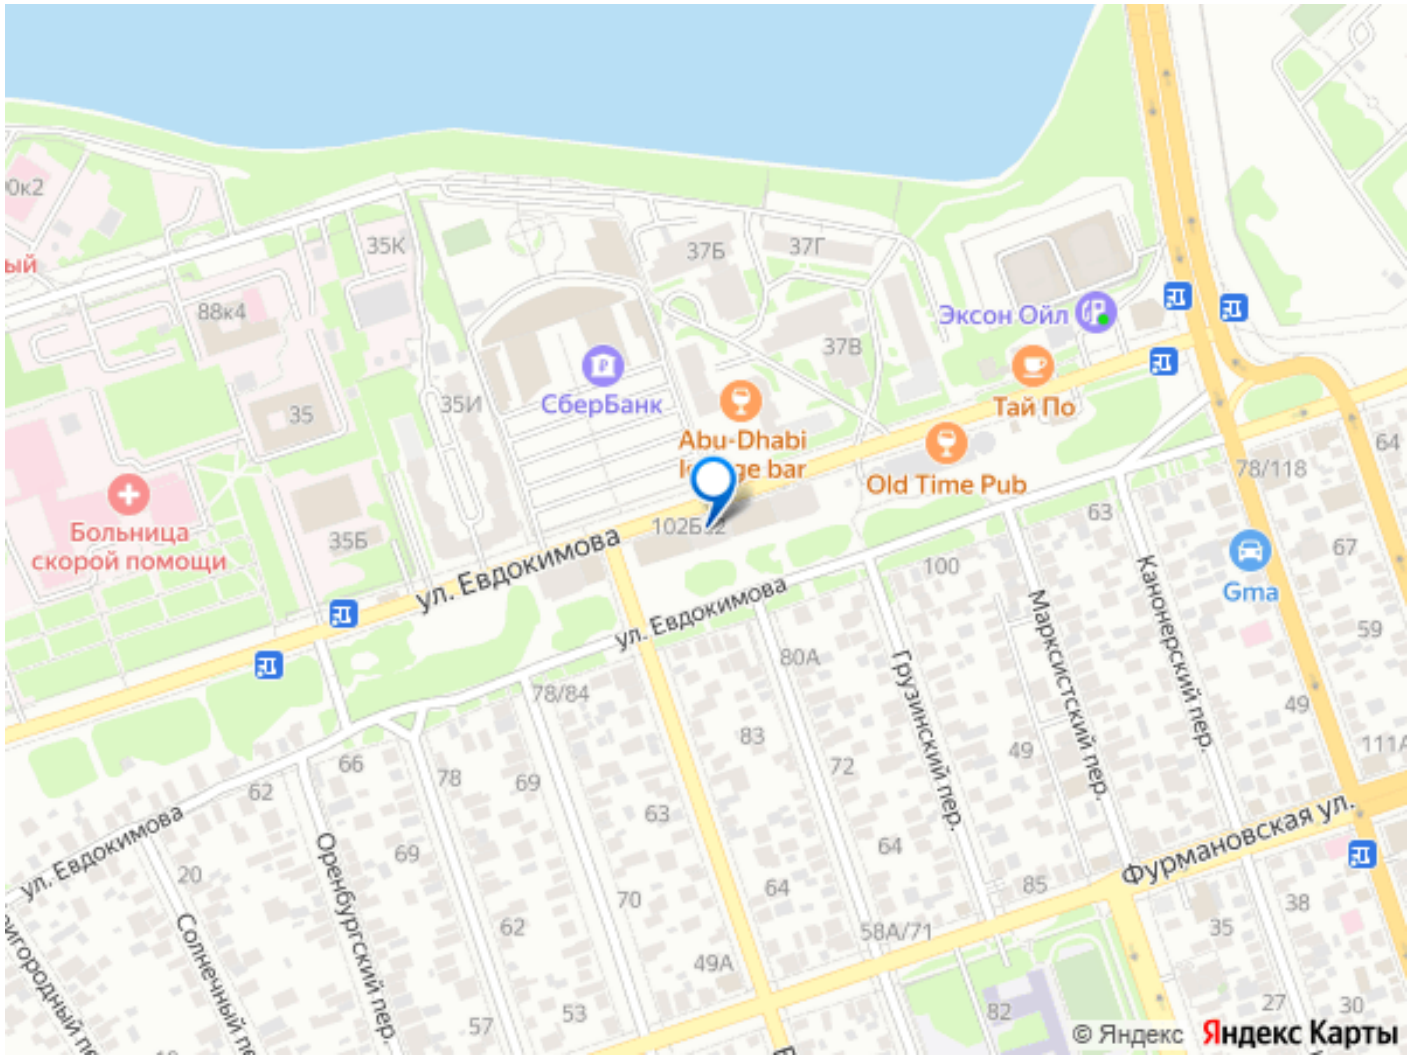 0к2
ый
35К
37Б
37Г
88к4
Эксон Ойл
37В
Тай По
СберБанк
35И
35
Abu-Dhabi
bar
Old Time Pub
64
78/118
Больница
скорой помощи
35Б
102Б
63
67
ул. Евдокимова
ул. Евдокимова
100
Gma
Канонерский пер.
Марксистский пер.
59
80А
Грузинский пер.
78/84
83
49
49
111А
66
78
69
72
62
63
ул. Евдокимова
Оренбургский пер.
69
64
Фурмановская ул.
20
64
85
70
38
35
Солнечный пе
62
58А/71
игородный пе
49А
57
53
82
27
30
© Яндекс
Яндекс Карты